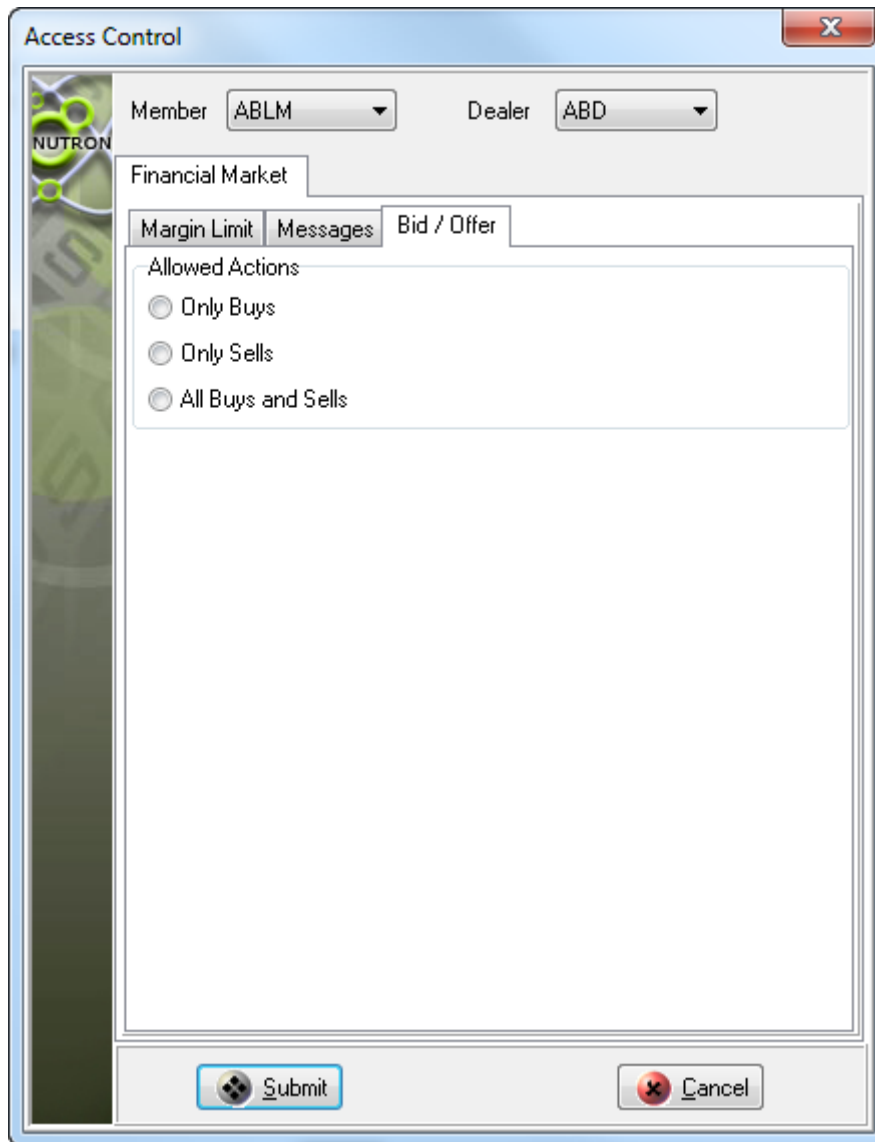 Access Control
NUTRON
Member ABLM Dealer ABD
Financial Market
Margin Limit Messages Bid / Offer
Allowed Actions
Only Buys
Only Sells
All Buys and Sells
Submit Cancel